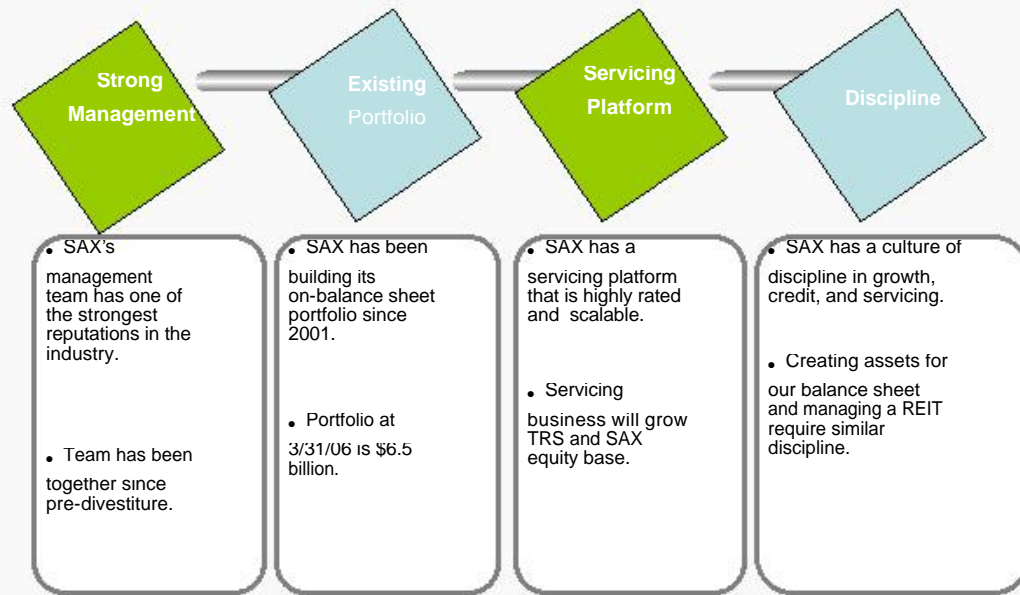 Strong
Management
Existing
Portfolio
Servicing
Platform
Discipline
• SAX's
management
team has one of
the strongest
reputations in the
industry.
• Team has been
together since
pre-divestiture.
• SAX has been
building its
on-balance sheet
portfolio since
2001.
• Portfolio at
3/31/06 is $6.5
billion.
• SAX has a
servicing platform
that is highly rated
and scalable.
• Servicing
business will grow
TRS and SAX
equity base.
• SAX has a culture of
discipline in growth,
credit, and servicing.
• Creating assets for
our balance sheet
and managing a REIT
require similar
discipline.